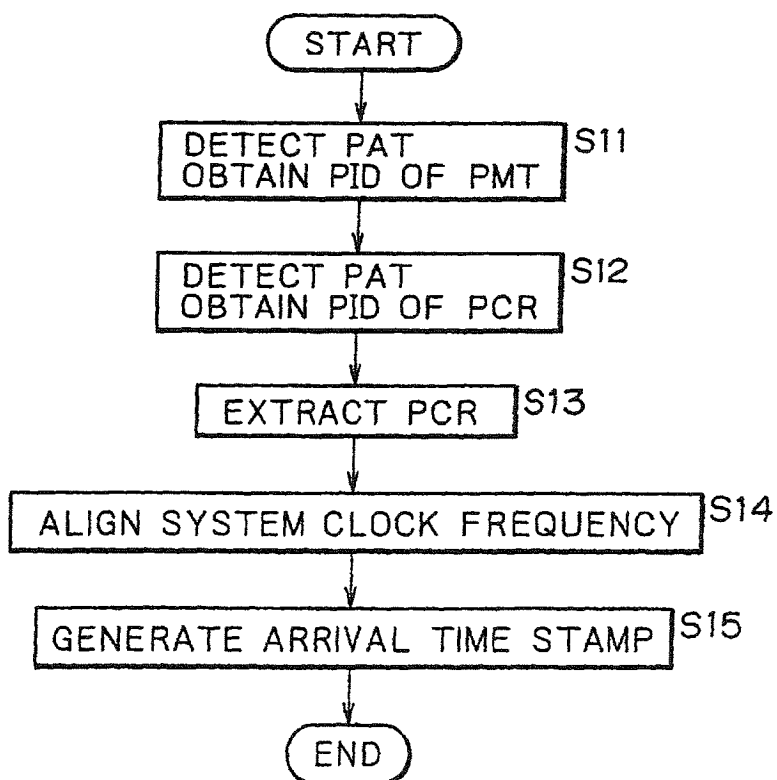 START
DETECT PAT
OBTAIN PID OF PMT
S11
DETECT PAT
OBTAIN PID OF PCR
S12
EXTRACT PCR
S13
ALIGN SYSTEM CLOCK FREQUENCY
S14
GENERATE ARRIVAL TIME STAMP
S15
END